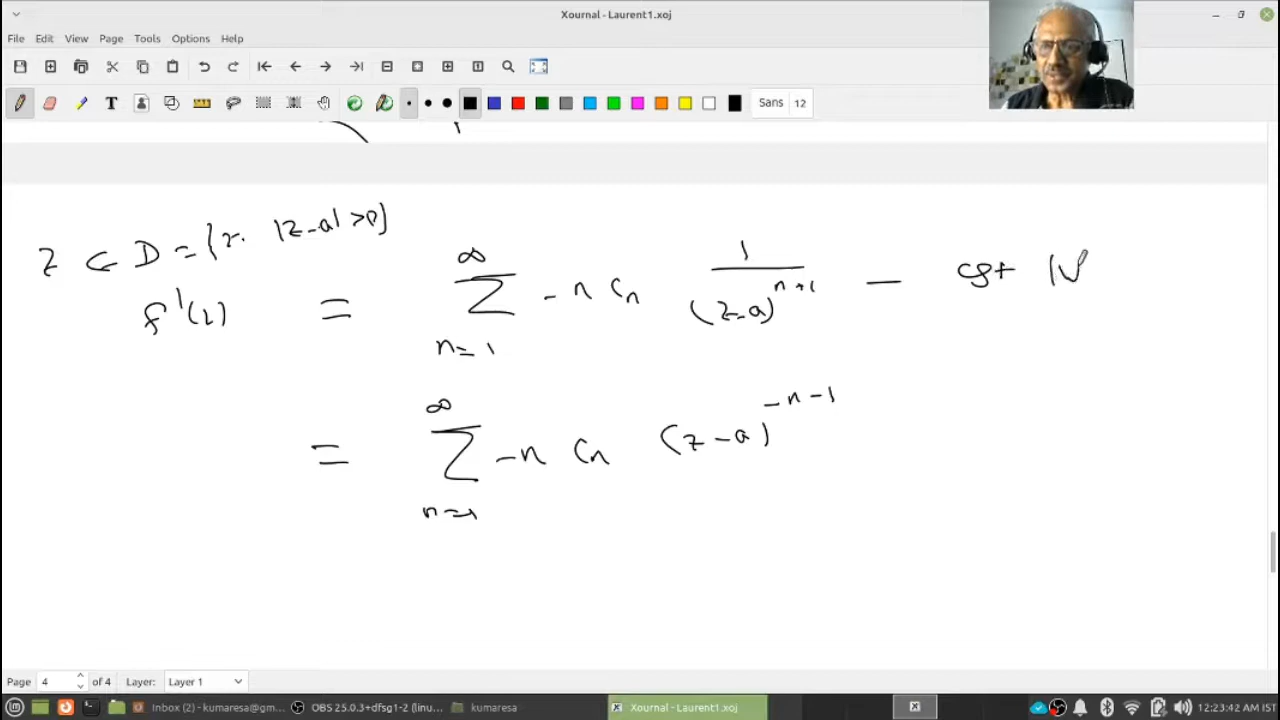 Xournal - Laurent1.xoj
File Edit View Page Tools Options Help
Sans 12
z ∈ D = {z: |z-a| > R}
f'(z) = ∑_{n=1}^{∞} -n c_n 1/(z-a)^{n+1} —
= ∑_{n=1}^{∞} -n c_n (z-a)^{-n-1}
Page 4 of 4 Layer: Layer 1
Inbox (2) - kumaresa@gm... OBS 25.0.3+dfsg1-2 (linu... kumaresa Xournal - Laurent1.xoj 12:23:42 AM IST